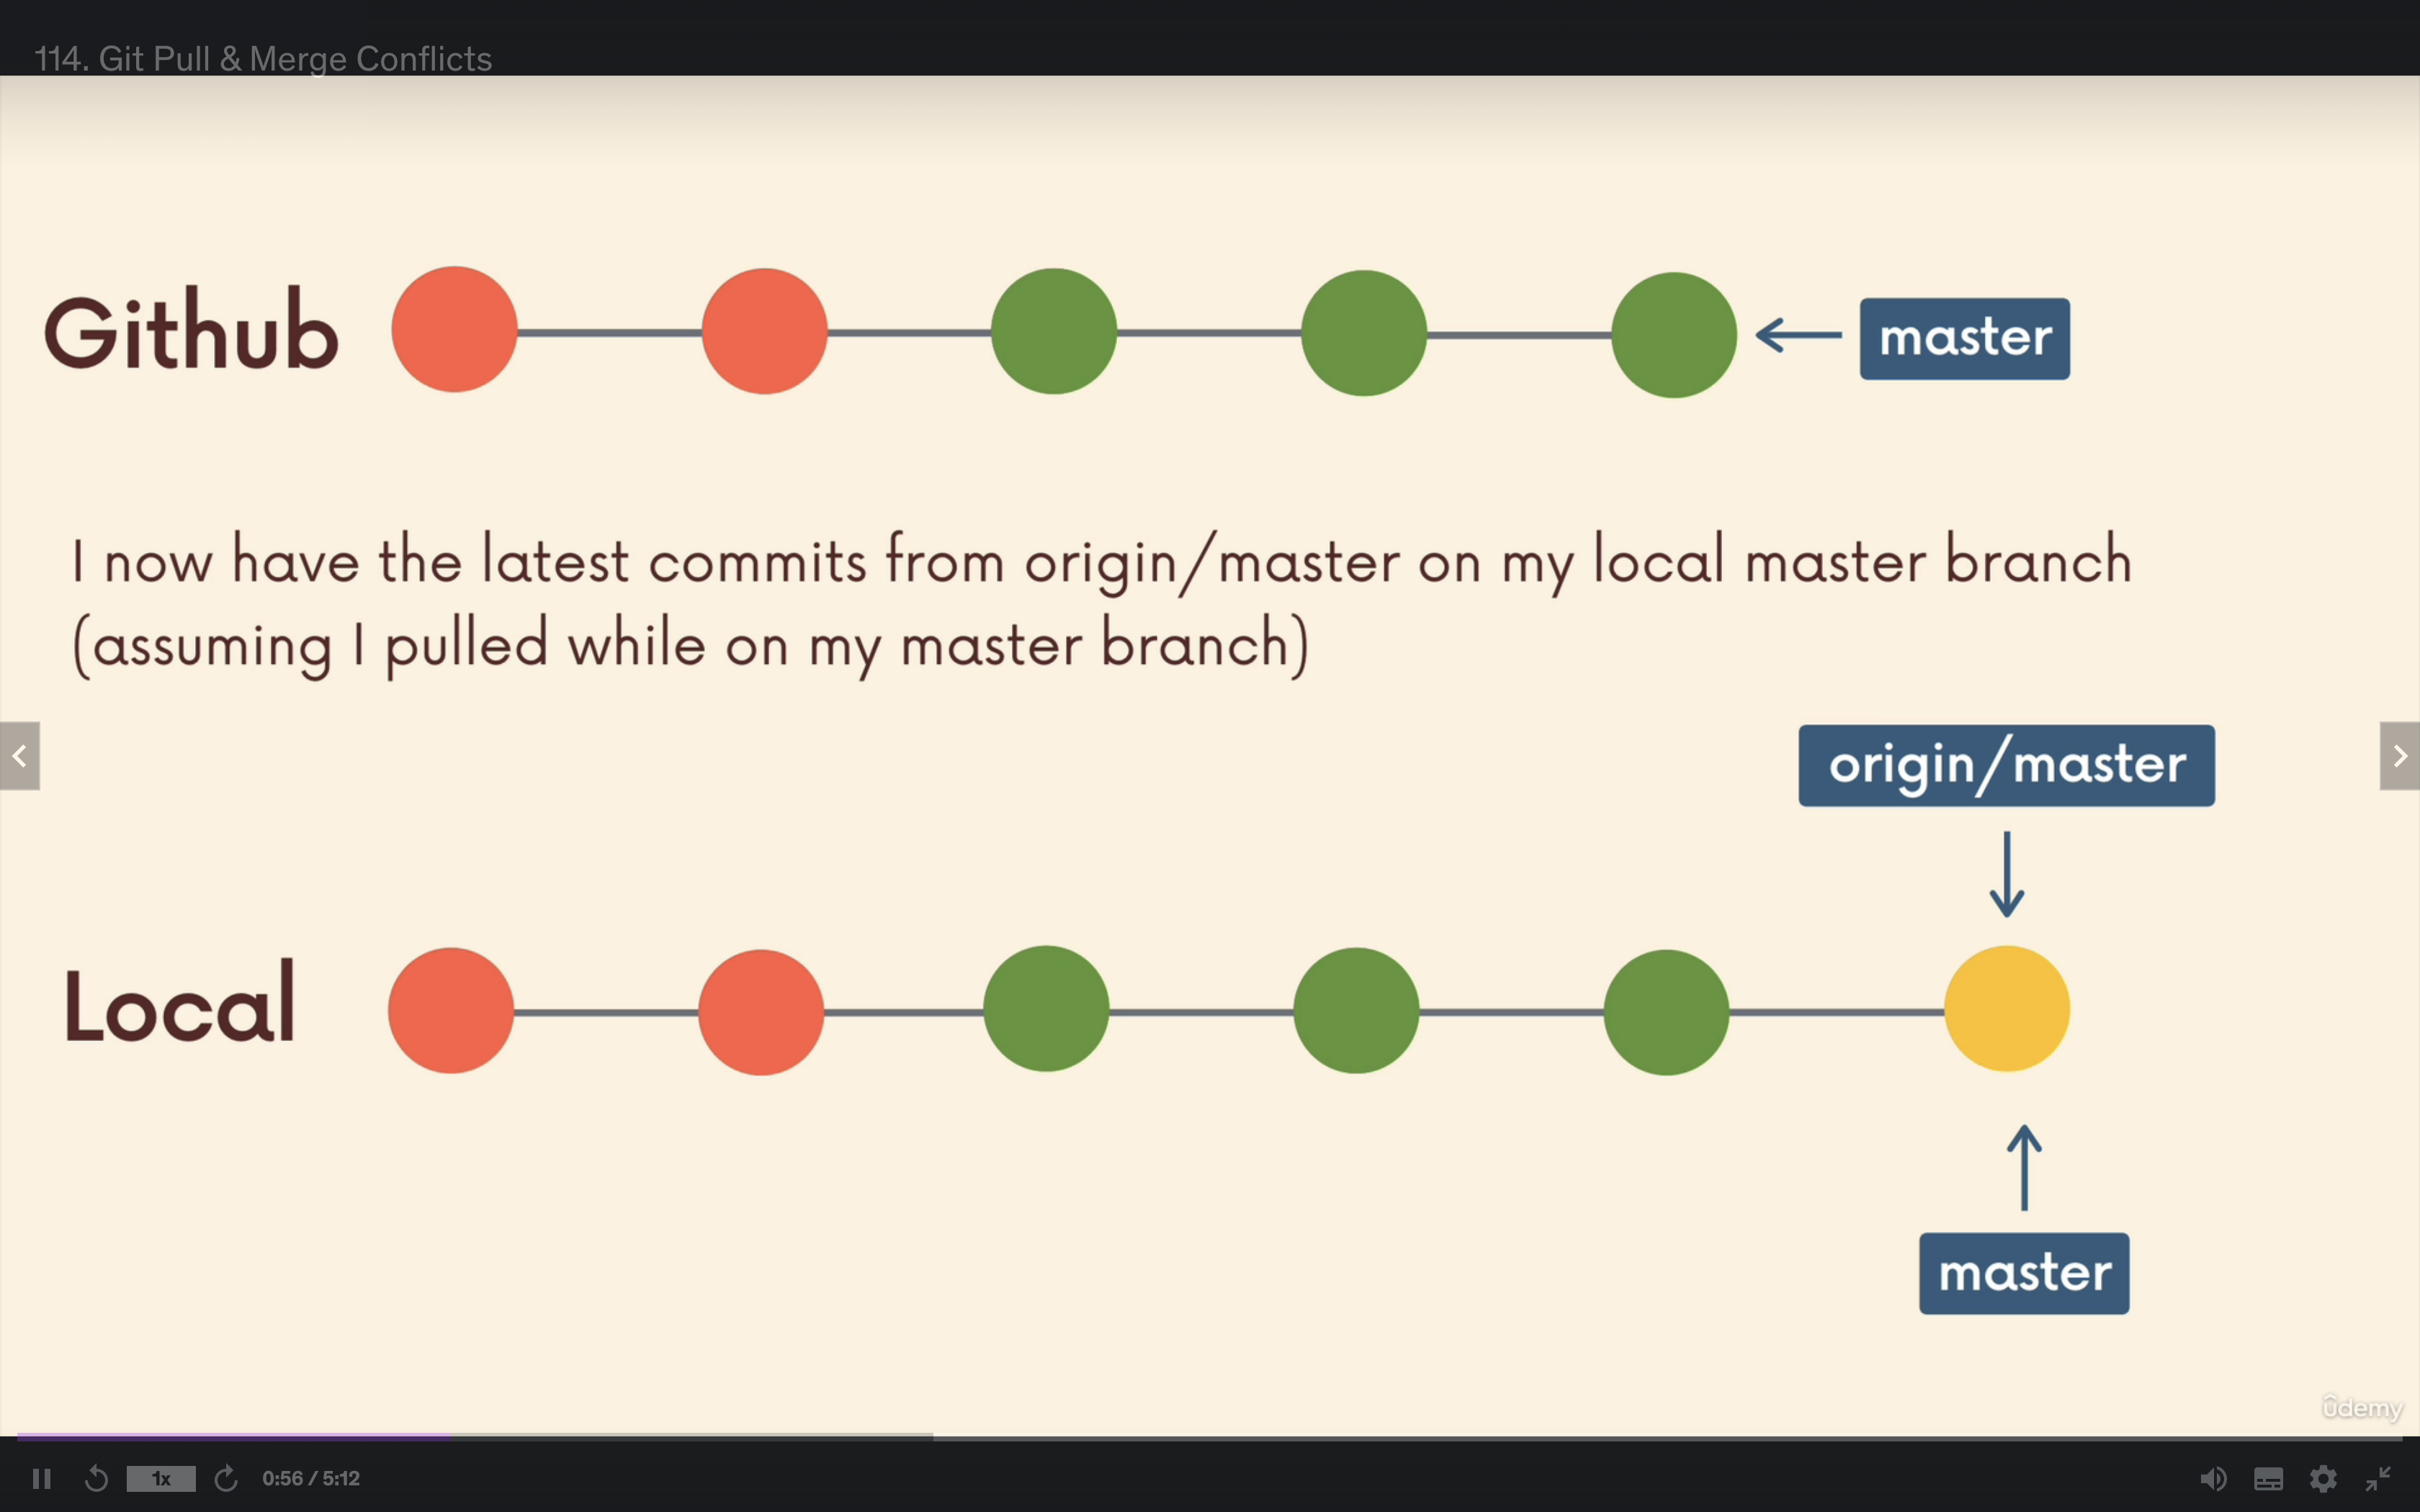 114. Git Pull & Merge Conflicts
Github
master
I now have the latest commits from origin/master on my local master branch
(assuming I pulled while on my master branch)
origin/master
Local
master
udemy
1x
0:56 / 5:12